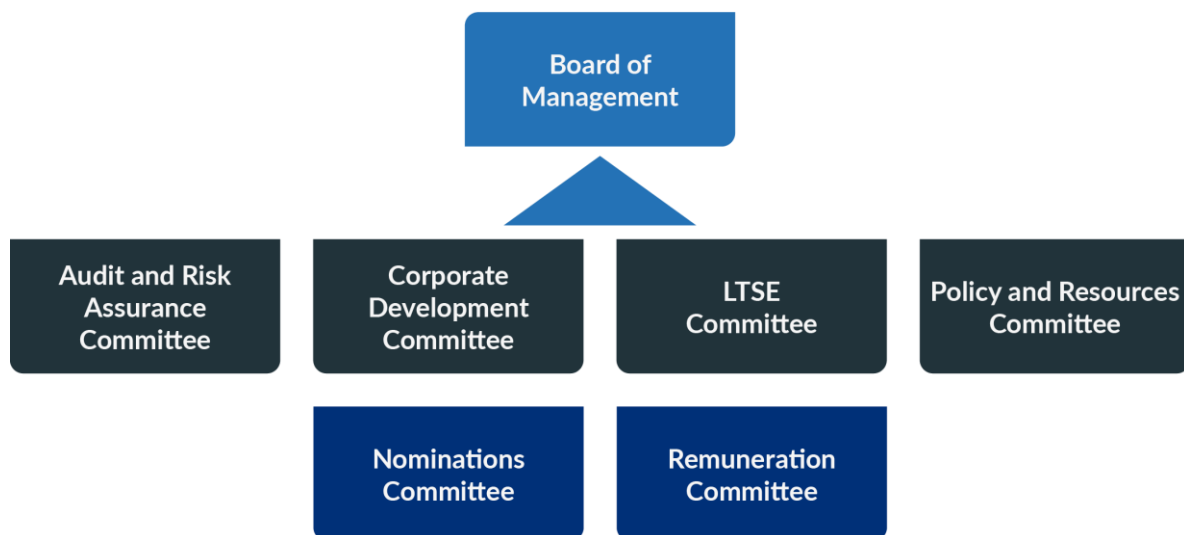 Board of
Management
Audit and Risk
Assurance
Committee
Corporate
Development
Committee
LTSE
Committee
Policy and Resources
Committee
Nominations
Committee
Remuneration
Committee